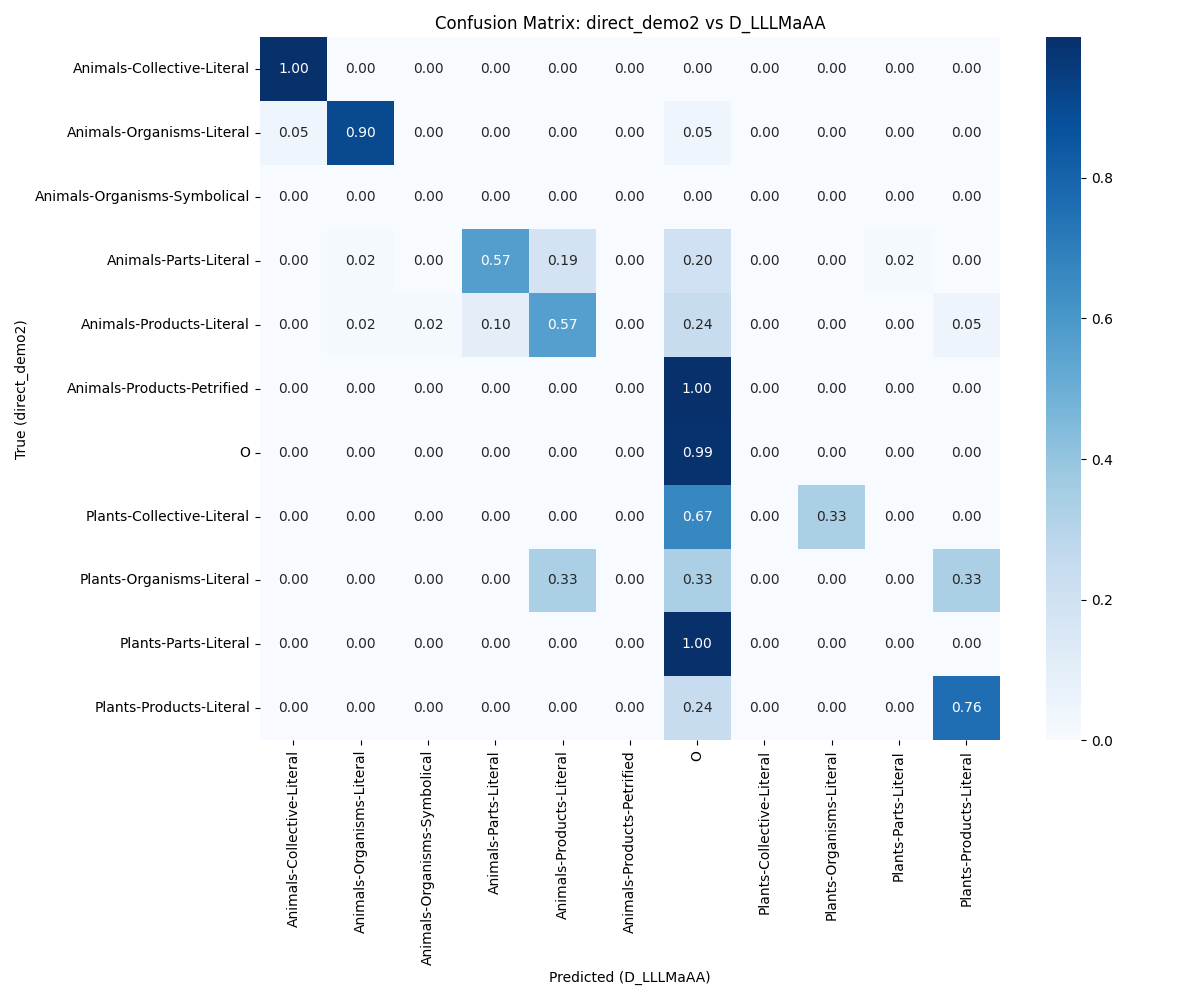 Confusion Matrix: direct_demo2 vs D_LLLMaAA
Animals-Collective-Literal 1.00 0.00 0.00 0.00 0.00 0.00 0.00 0.00 0.00 0.00 0.00
Animals-Organisms-Literal 0.05 0.90 0.00 0.00 0.00 0.00 0.05 0.00 0.00 0.00 0.00
Animals-Organisms-Symbolical 0.00 0.00 0.00 0.00 0.00 0.00 0.00 0.00 0.00 0.00 0.00
Animals-Parts-Literal 0.00 0.02 0.00 0.57 0.19 0.00 0.20 0.00 0.00 0.02 0.00
Animals-Products-Literal 0.00 0.02 0.02 0.10 0.57 0.00 0.24 0.00 0.00 0.00 0.05
Animals-Products-Petrified 0.00 0.00 0.00 0.00 0.00 0.00 1.00 0.00 0.00 0.00 0.00
O 0.00 0.00 0.00 0.00 0.00 0.00 0.99 0.00 0.00 0.00 0.00
Plants-Collective-Literal 0.00 0.00 0.00 0.00 0.00 0.00 0.67 0.00 0.33 0.00 0.00
Plants-Organisms-Literal 0.00 0.00 0.00 0.00 0.33 0.00 0.33 0.00 0.00 0.00 0.33
Plants-Parts-Literal 0.00 0.00 0.00 0.00 0.00 0.00 1.00 0.00 0.00 0.00 0.00
Plants-Products-Literal 0.00 0.00 0.00 0.00 0.00 0.00 0.24 0.00 0.00 0.00 0.76
True (direct_demo2)
Animals-Collective-Literal
Animals-Organisms-Literal
Animals-Organisms-Symbolical
Animals-Parts-Literal
Animals-Products-Literal
Animals-Products-Petrified
O
Plants-Collective-Literal
Plants-Organisms-Literal
Plants-Parts-Literal
Plants-Products-Literal
Predicted (D_LLLMaAA)
0.8
0.6
0.4
0.2
0.0